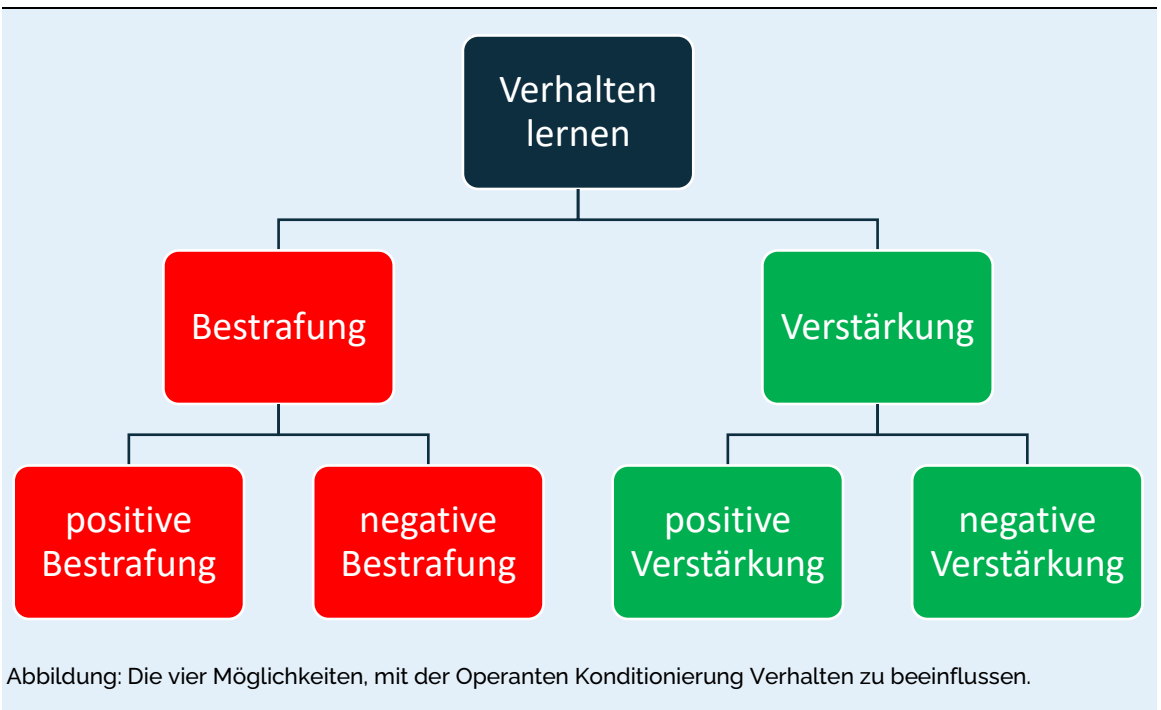 Verhalten
lernen
Bestrafung
Verstärkung
positive
Bestrafung
negative
Bestrafung
positive
Verstärkung
negative
Verstärkung
Abbildung: Die vier Möglichkeiten, mit der Operanten Konditionierung Verhalten zu beeinflussen.